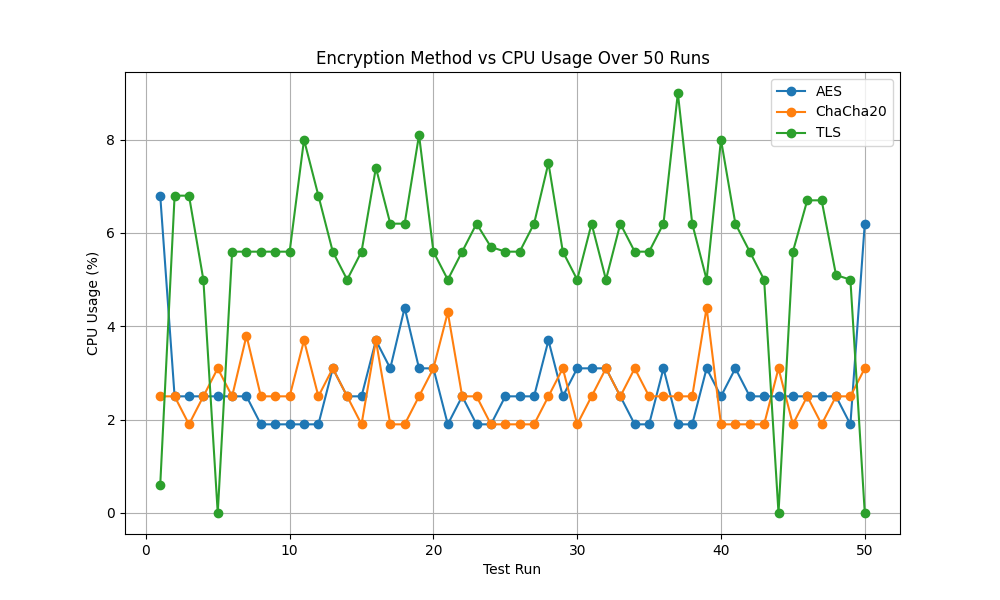 Encryption Method vs CPU Usage Over 50 Runs
AES
ChaCha20
TLS
8
6
4
2
0
CPU Usage (%)
0 10 20 30 40 50
Test Run